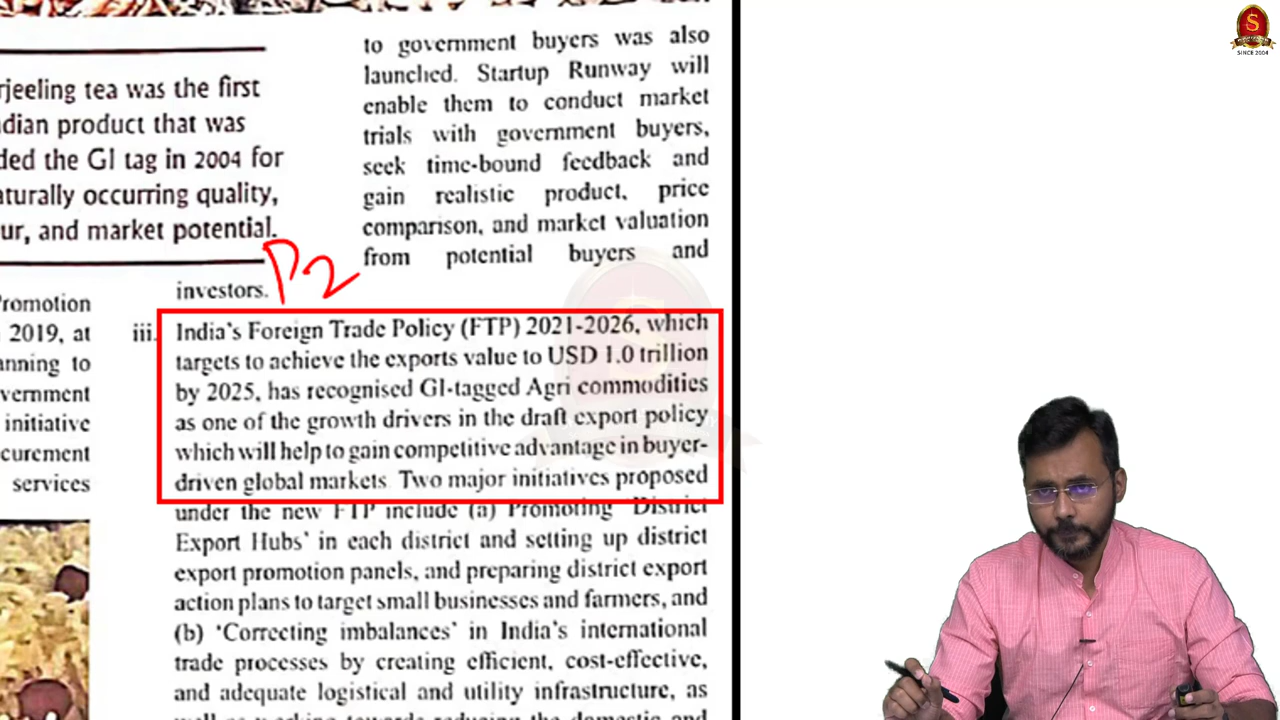 rjeeling tea was the first
dian product that was
ded the GI tag in 2004 for
aturally occurring quality,
ur, and market potential.
romotion
2019, at
anning to
vernment
initiative
curement
services
to government buyers was also
launched. Startup Runway will
enable them to conduct market
trials with government buyers,
seek time-bound feedback and
gain realistic product, price
comparison, and market valuation
from potential buyers and
investors.
P2
iii. India's Foreign Trade Policy (FTP) 2021-2026, which
targets to achieve the exports value to USD 1.0 trillion
by 2025, has recognised GI-tagged Agri commodities
as one of the growth drivers in the draft export policy
which will help to gain competitive advantage in buyer-
driven global markets. Two major initiatives proposed
under the new FTP include (a) Promoting 'District
Export Hubs' in each district and setting up district
export promotion panels, and preparing district export
action plans to target small businesses and farmers, and
(b) 'Correcting imbalances' in India's international
trade processes by creating efficient, cost-effective,
and adequate logistical and utility infrastructure, as
S
SINCE 2004